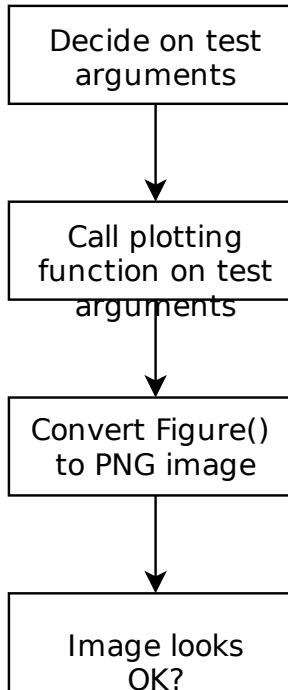 Decide on test
arguments
Call plotting
function on test
arguments
Convert Figure()
to PNG image
Image looks
OK?